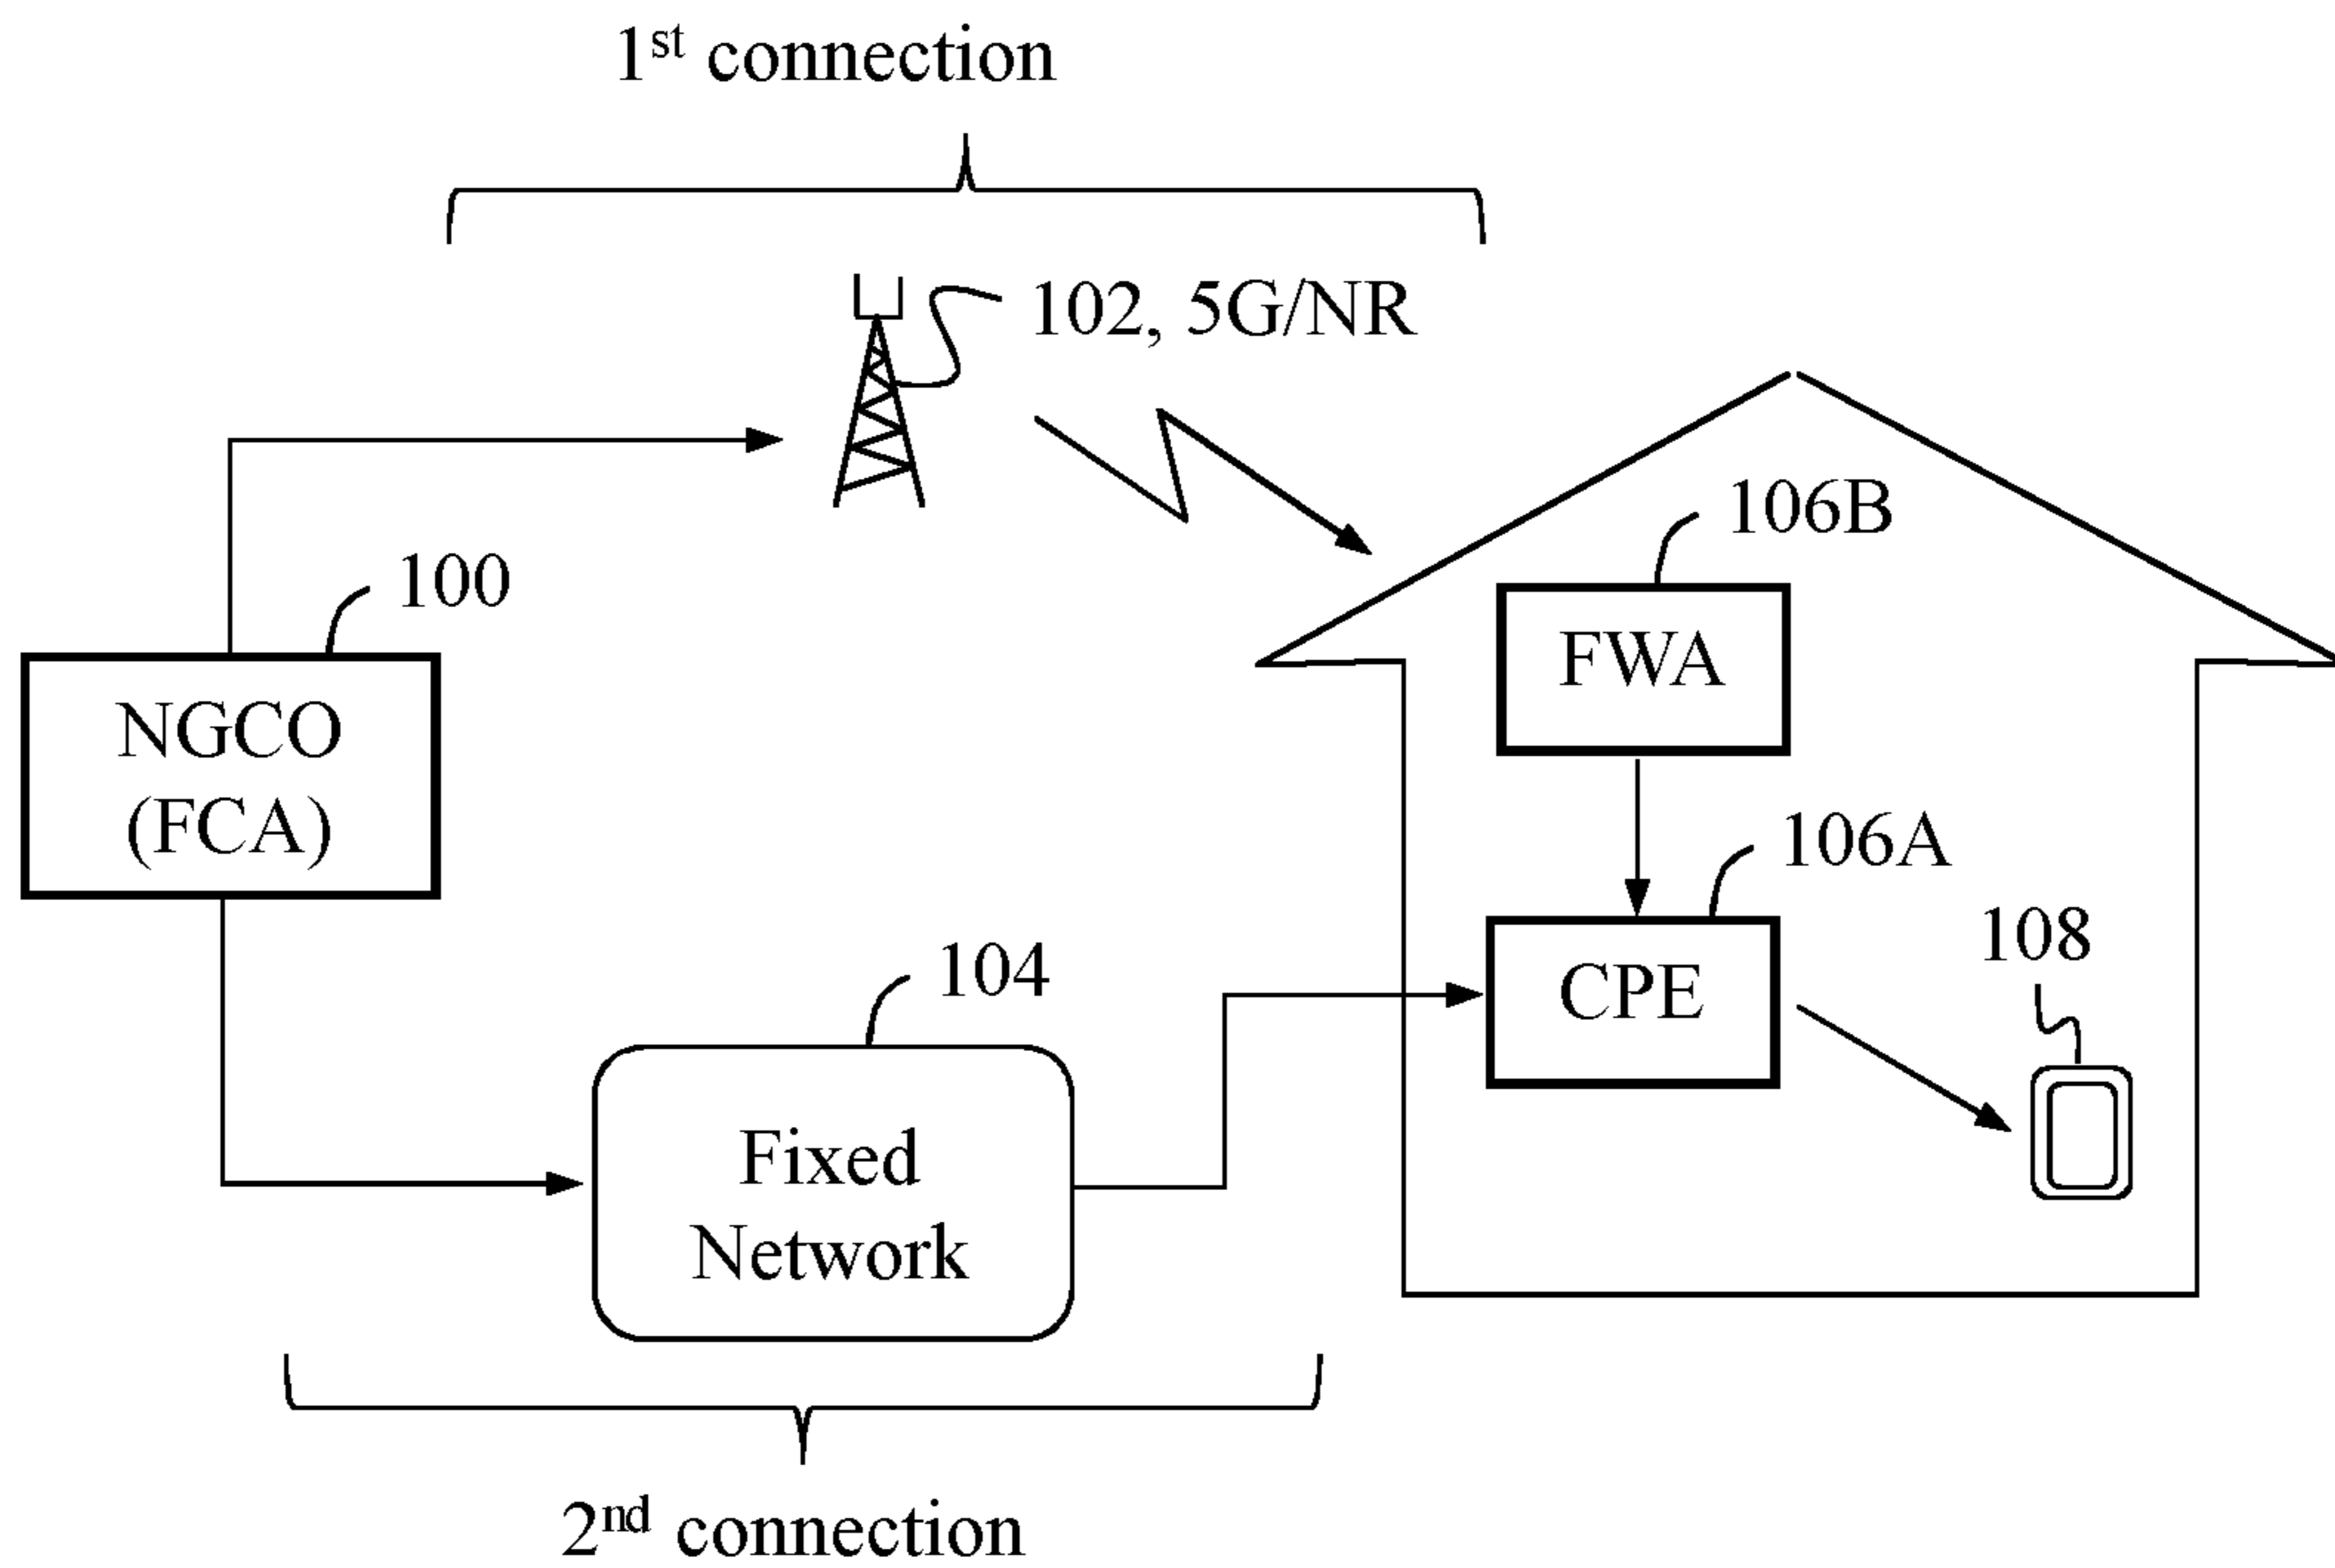 1st connection
102, 5G/NR
106B
100
FWA
NGCO
(FCA)
106A
108
104
CPE
Fixed
Network
2nd connection